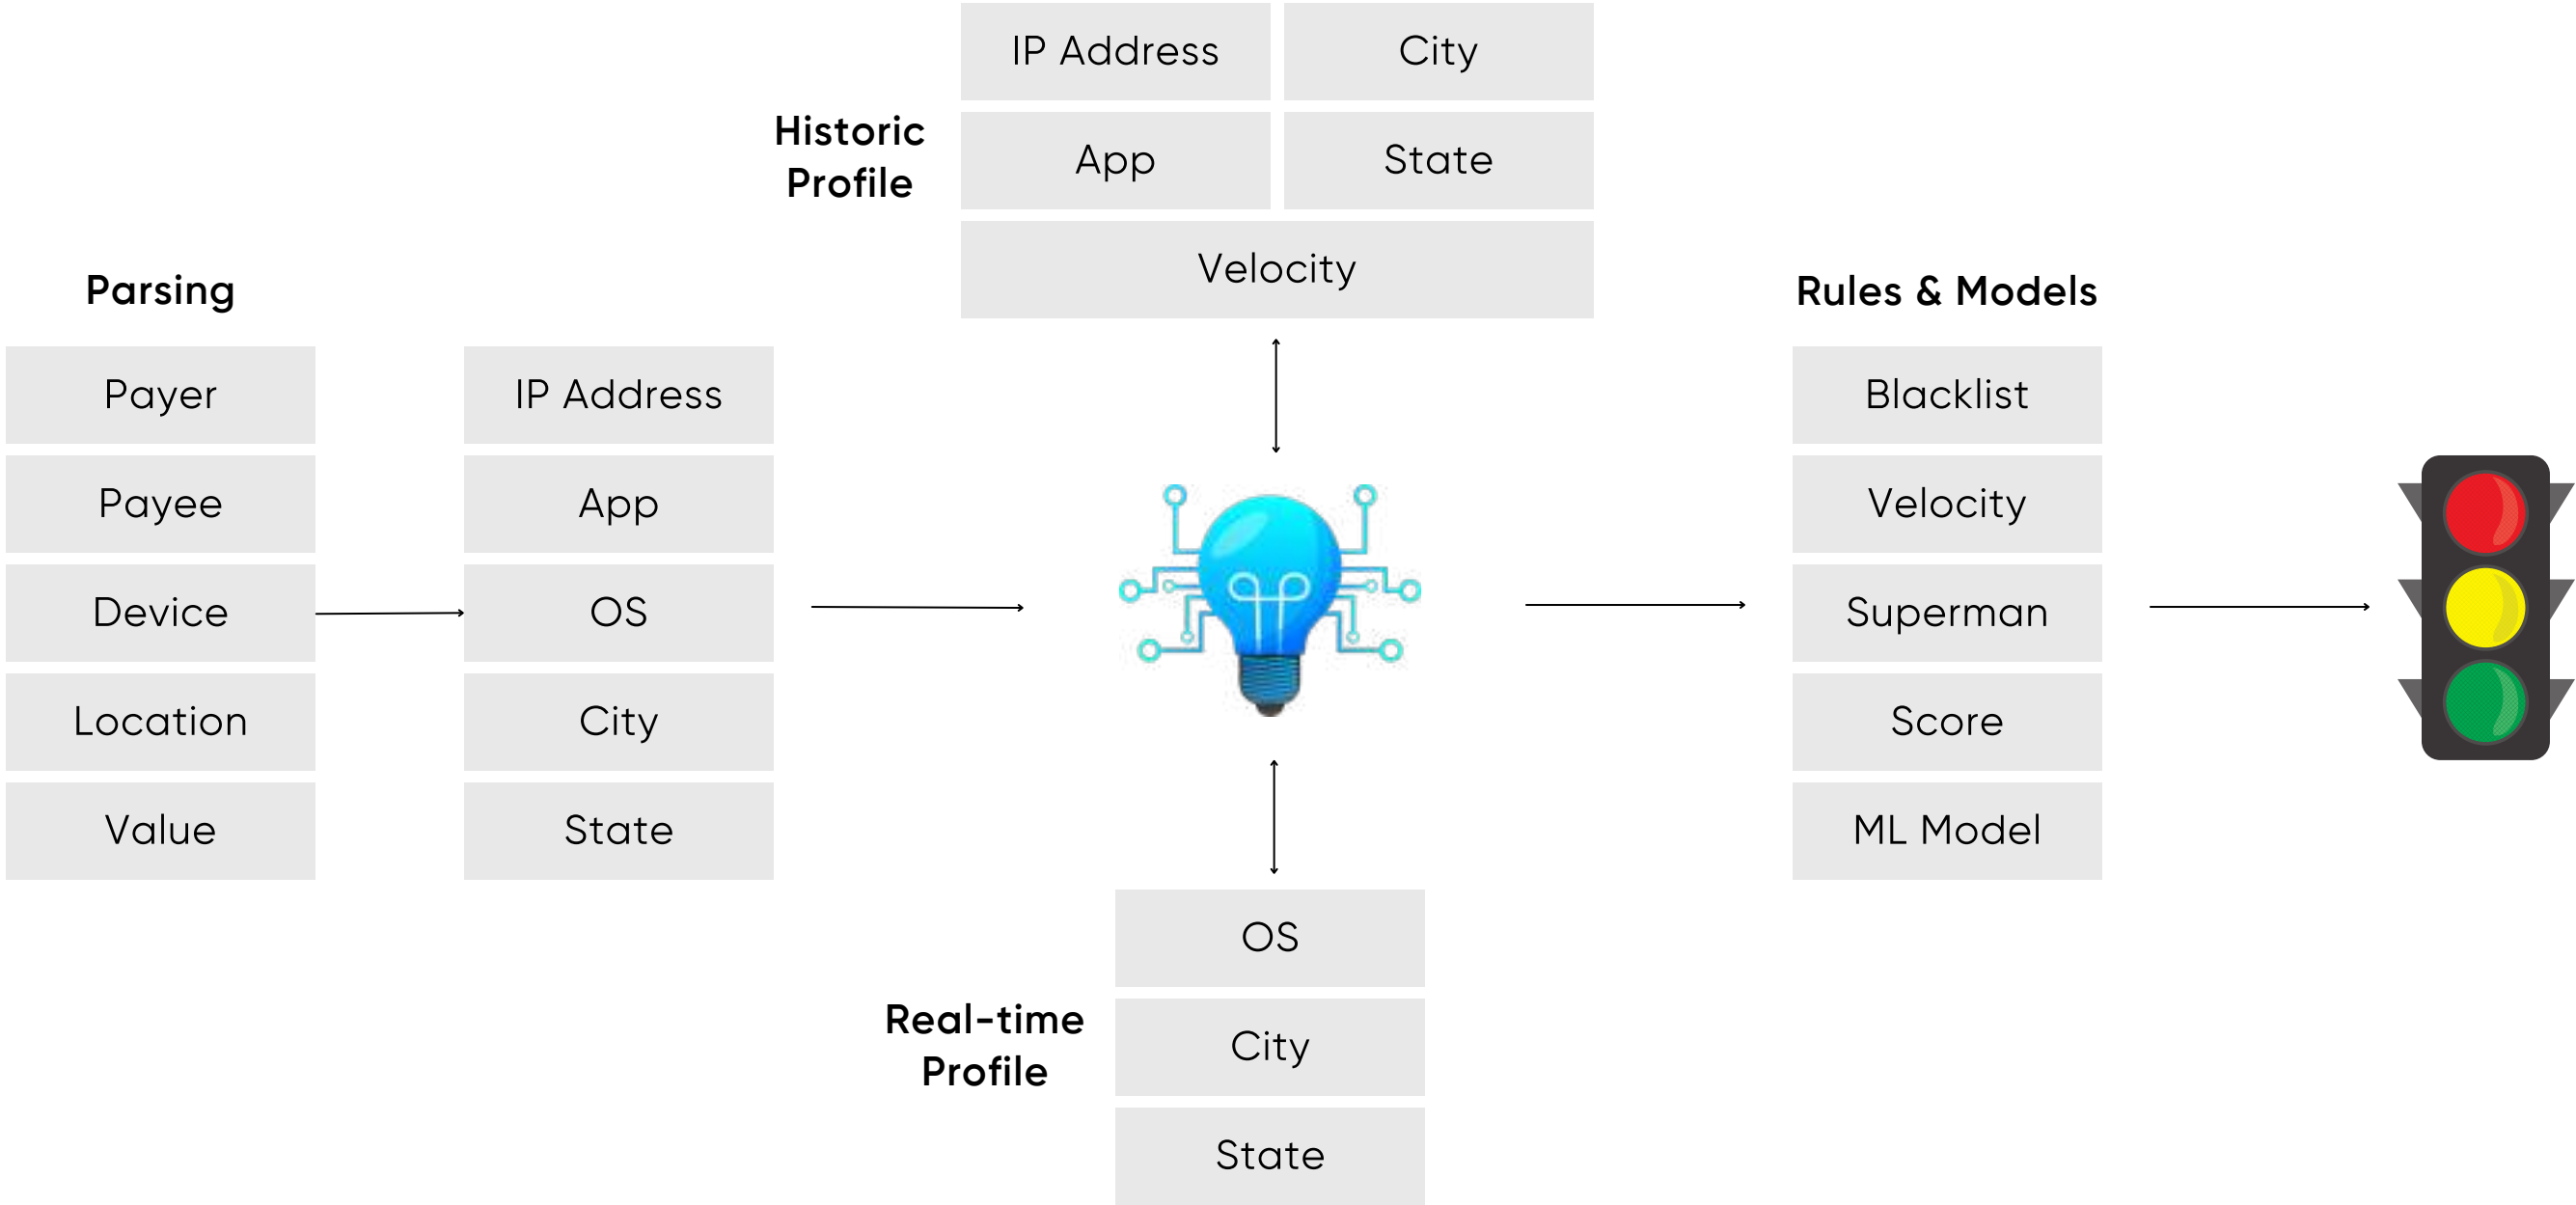 Parsing
Payer
Payee
Device
Location
Value
IP Address
App
OS
City
State
Historic
Profile
IP Address
City
App
State
Velocity
Real-time
Profile
OS
City
State
Rules & Models
Blacklist
Velocity
Superman
Score
ML Model